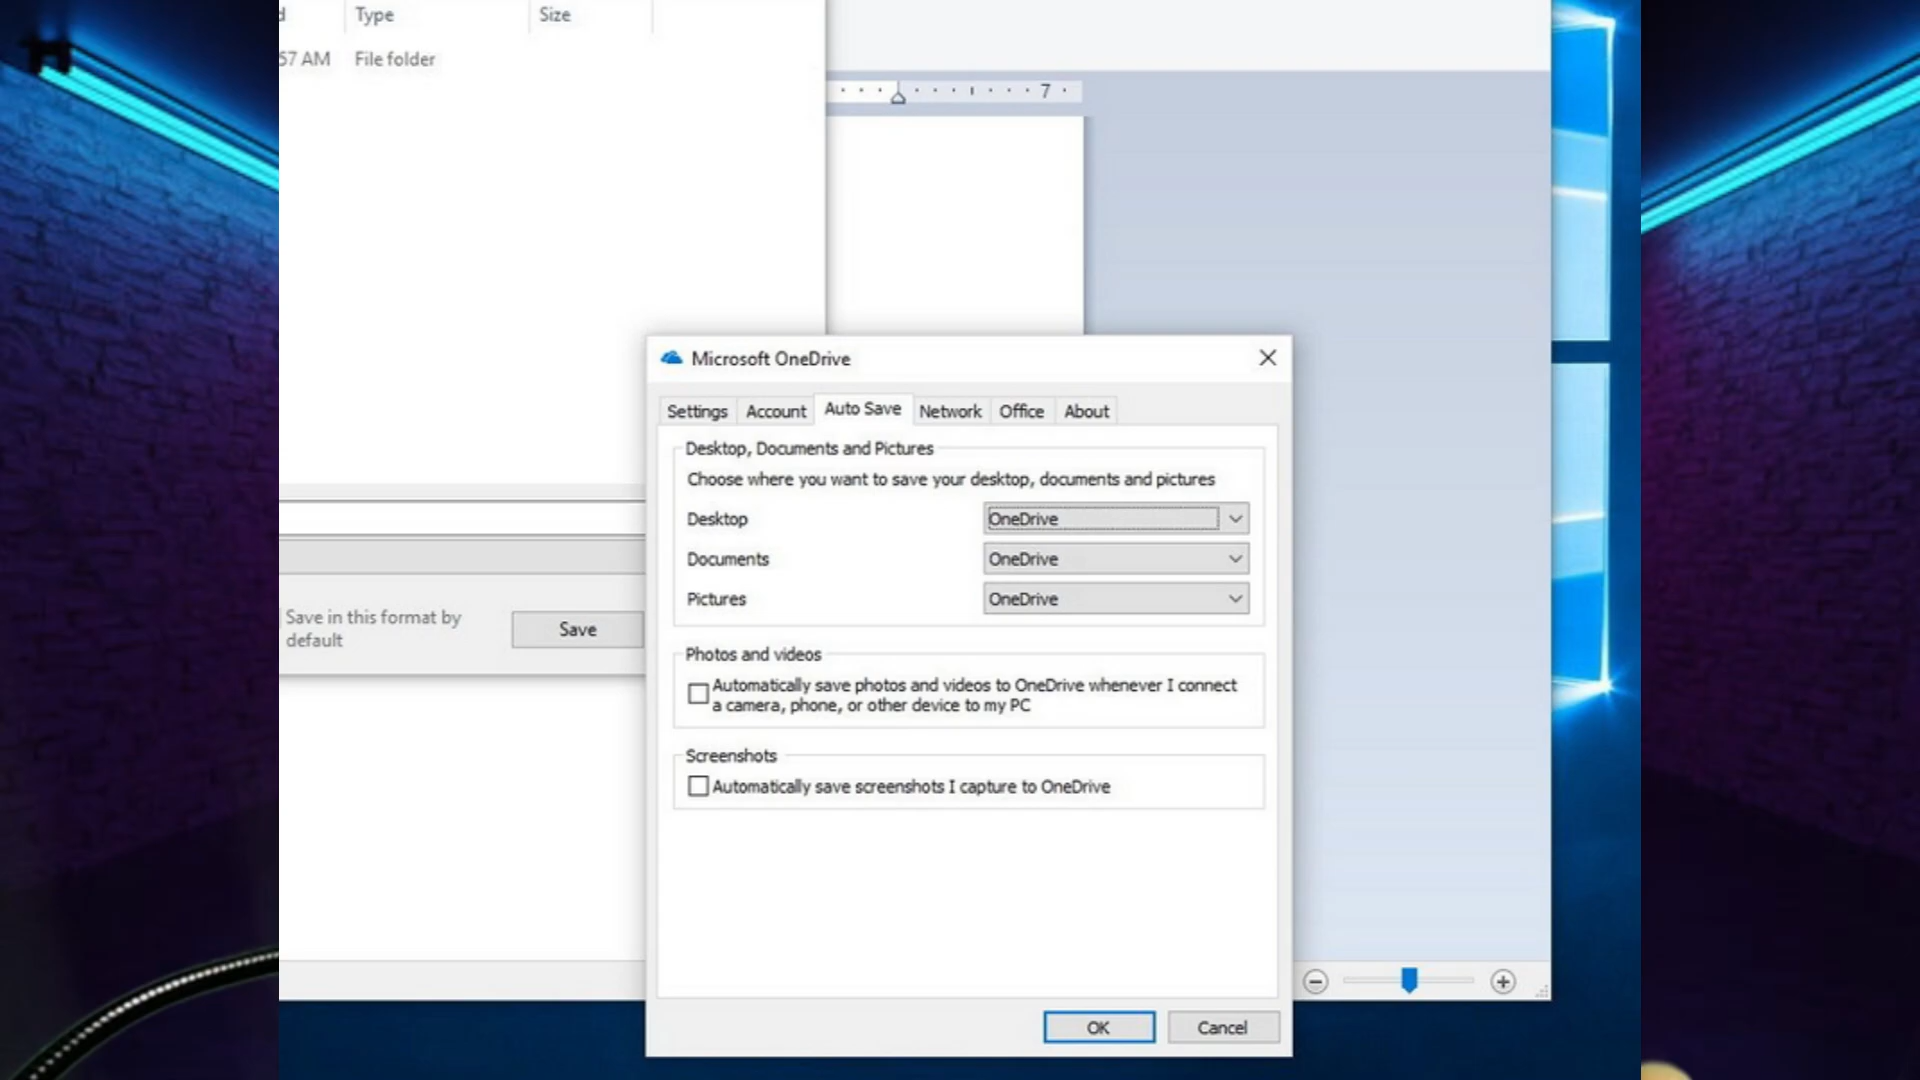 Type
Size
57 AM
File folder
7
Microsoft OneDrive
Settings
Account
Auto Save
Network
Office
About
Desktop, Documents and Pictures
Choose where you want to save your desktop, documents and pictures
Desktop
OneDrive
Documents
OneDrive
Pictures
OneDrive
Save in this format by
default
Save
Photos and videos
Automatically save photos and videos to OneDrive whenever I connect
a camera, phone, or other device to my PC
Screenshots
Automatically save screenshots I capture to OneDrive
OK
Cancel